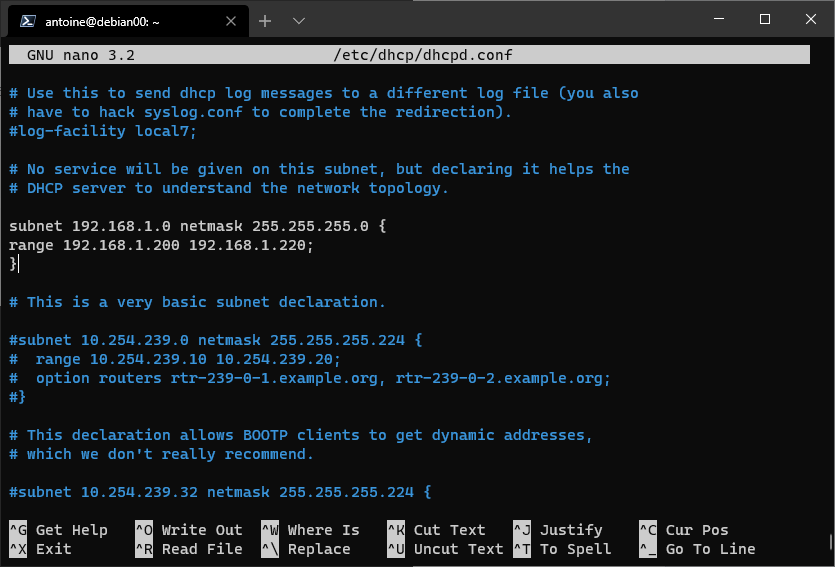 antoine@debian00: ~
GNU nano 3.2 /etc/dhcp/dhcpd.conf
# Use this to send dhcp log messages to a different log file (you also
# have to hack syslog.conf to complete the redirection).
#log-facility local7;
# No service will be given on this subnet, but declaring it helps the
# DHCP server to understand the network topology.
subnet 192.168.1.0 netmask 255.255.255.0 {
range 192.168.1.200 192.168.1.220;
}
# This is a very basic subnet declaration.
#subnet 10.254.239.0 netmask 255.255.255.224 {
#  range 10.254.239.10 10.254.239.20;
#  option routers rtr-239-0-1.example.org, rtr-239-0-2.example.org;
#}
# This declaration allows BOOTP clients to get dynamic addresses,
# which we don't really recommend.
#subnet 10.254.239.32 netmask 255.255.255.224 {
^G Get Help ^O Write Out ^W Where Is ^K Cut Text ^J Justify ^C Cur Pos
^X Exit ^R Read File ^\ Replace ^U Uncut Text ^T To Spell ^_ Go To Line